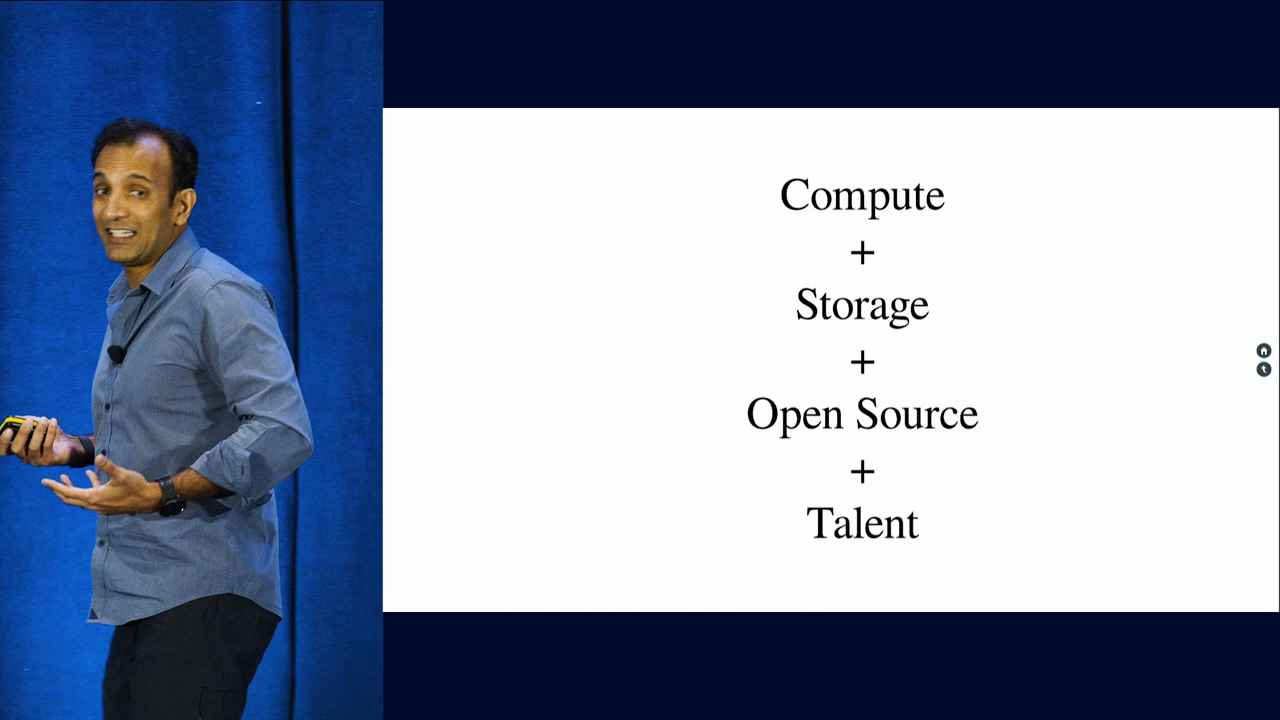 Compute
+
Storage
+
Open Source
+
Talent